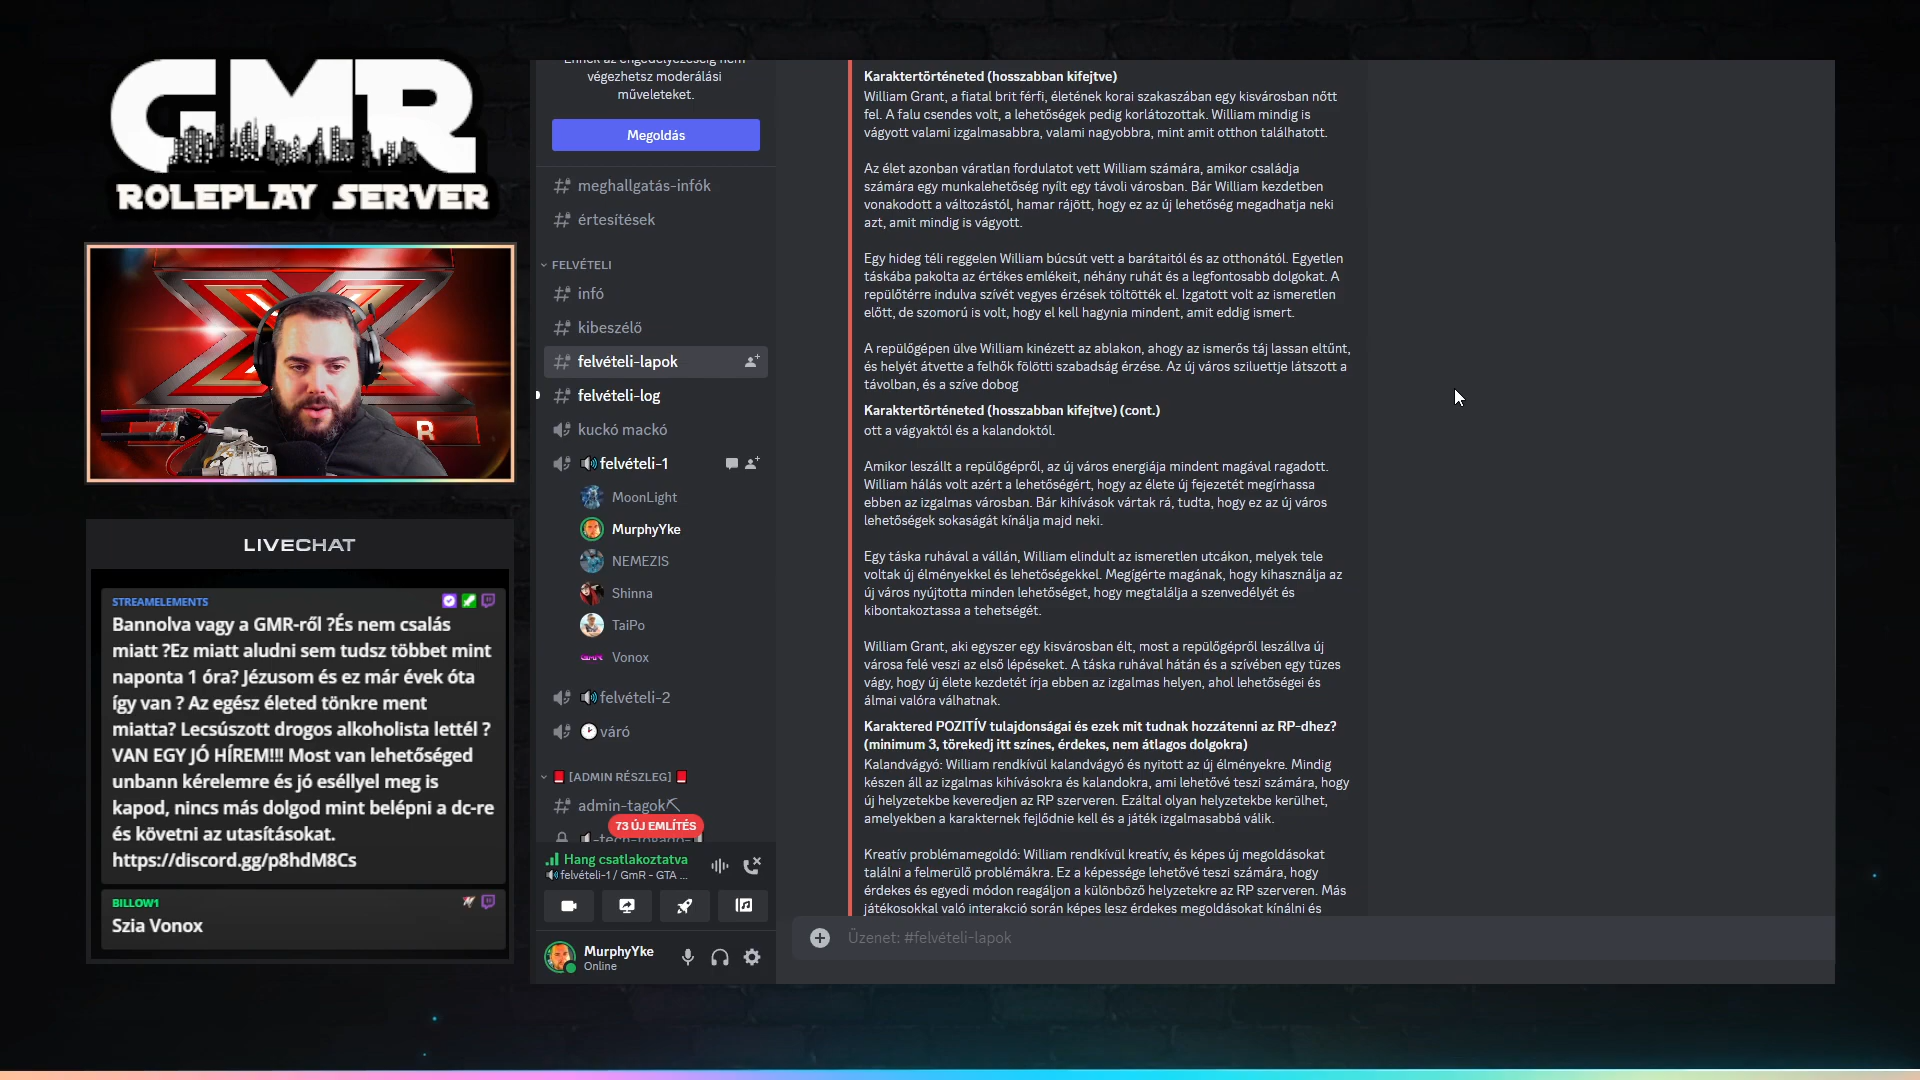 GMR
ROLEPLAY SERVER
R
LIVECHAT
STREAMELEMENTS
Bannolva vagy a GMR-ről ?És nem csalás
miatt ?Ez miatt aludni sem tudsz többet mint
naponta 1 óra? Jézusom és ez már évek óta
így van ? Az egész életed tönkre ment
miatta? Lecsúszott drogos alkoholista lettél ?
VAN EGY JÓ HÍREM!!! Most van lehetőséged
unbann kérelemre és jó eséllyel meg is
kapod, nincs más dolgod mint belépni a dc-re
és követni az utasításokat.
https://discord.gg/p8hdM8Cs
BILLOW1
Szia Vonox
végezhetsz moderálási
műveleteket.
Megoldás
meghallgatás-infók
értesítések
FELVÉTELI
infó
kibeszélő
felvételi-lapok
felvételi-log
kuckó mackó
felvételi-1
MoonLight
MurphyYke
NEMEZIS
Shinna
TaiPo
GMR
Vonox
felvételi-2
váró
[ADMIN RÉSZLEG]
admin-tagok
73 ÚJ EMLÍTÉS
Hang csatlakoztatva
felvételi-1 / GmR - GTA ...
MurphyYke
Online
Karaktertörténeted (hosszabban kifejtve)
William Grant, a fiatal brit férfi, életének korai szakaszában egy kisvárosban nőtt
fel. A falu csendes volt, a lehetőségek pedig korlátozottak. William mindig is
vágyott valami izgalmasabbra, valami nagyobbra, mint amit otthon találhatott.
Az élet azonban váratlan fordulatot vett William számára, amikor családja
számára egy munkalehetőség nyílt egy távoli városban. Bár William kezdetben
vonakodott a változástól, hamar rájött, hogy ez az új lehetőség megadhatja neki
azt, amit mindig is vágyott.
Egy hideg téli reggelen William búcsút vett a barátaitól és az otthonától. Egyetlen
táskába pakolta az értékes emlékeit, néhány ruhát és a legfontosabb dolgokat. A
repülőtérre indulva szívét vegyes érzések töltötték el. Izgatott volt az ismeretlen
előtt, de szomorú is volt, hogy el kell hagynia mindent, amit eddig ismert.
A repülőgépen ülve William kinézett az ablakon, ahogy az ismerős táj lassan eltűnt,
és helyét átvette a felhők fölötti szabadság érzése. Az új város sziluettje látszott a
távolban, és a szíve dobog
Karaktertörténeted (hosszabban kifejtve) (cont.)
ott a vágyaktól és a kalandoktól.
Amikor leszállt a repülőgépről, az új város energiája mindent magával ragadott.
William hálás volt azért a lehetőségért, hogy az élete új fejezetét megírhassa
ebben az izgalmas városban. Bár kihívások vártak rá, tudta, hogy ez az új város
lehetőségek sokaságát kínálja majd neki.
Egy táska ruhával a vállán, William elindult az ismeretlen utcákon, melyek tele
voltak új élményekkel és lehetőségekkel. Megígérte magának, hogy kihasználja az
új város nyújtotta minden lehetőséget, hogy megtalálja a szenvedélyét és
kibontakoztassa a tehetségét.
William Grant, aki egyszer egy kisvárosban élt, most a repülőgépről leszállva új
városa felé veszi az első lépéseket. A táska ruhával hátán és a szívében egy tüzes
vágy, hogy új élete kezdetét írja ebben az izgalmas helyen, ahol lehetőségei és
álmai valóra válhatnak.
Karaktered POZITÍV tulajdonságai és ezek mit tudnak hozzátenni az RP-dhez?
(minimum 3, törekedj itt színes, érdekes, nem átlagos dolgokra)
Kalandvágyó: William rendkívül kalandvágyó és nyitott az új élményekre. Mindig
készen áll az izgalmas kihívásokra és kalandokra, ami lehetővé teszi számára, hogy
új helyzetekbe keveredjen az RP szerveren. Ezáltal olyan helyzetekbe kerülhet,
amelyekben a karakternek fejlődnie kell és a játék izgalmasabbá válik.
Kreatív problémamegoldó: William rendkívül kreatív, és képes új megoldásokat
találni a felmerülő problémákra. Ez a képessége lehetővé teszi számára, hogy
érdekes és egyedi módon reagáljon a különböző helyzetekre az RP szerveren. Más
játékosokkal való interakció során képes lesz érdekes megoldásokat kínálni és
Üzenet: #felvételi-lapok